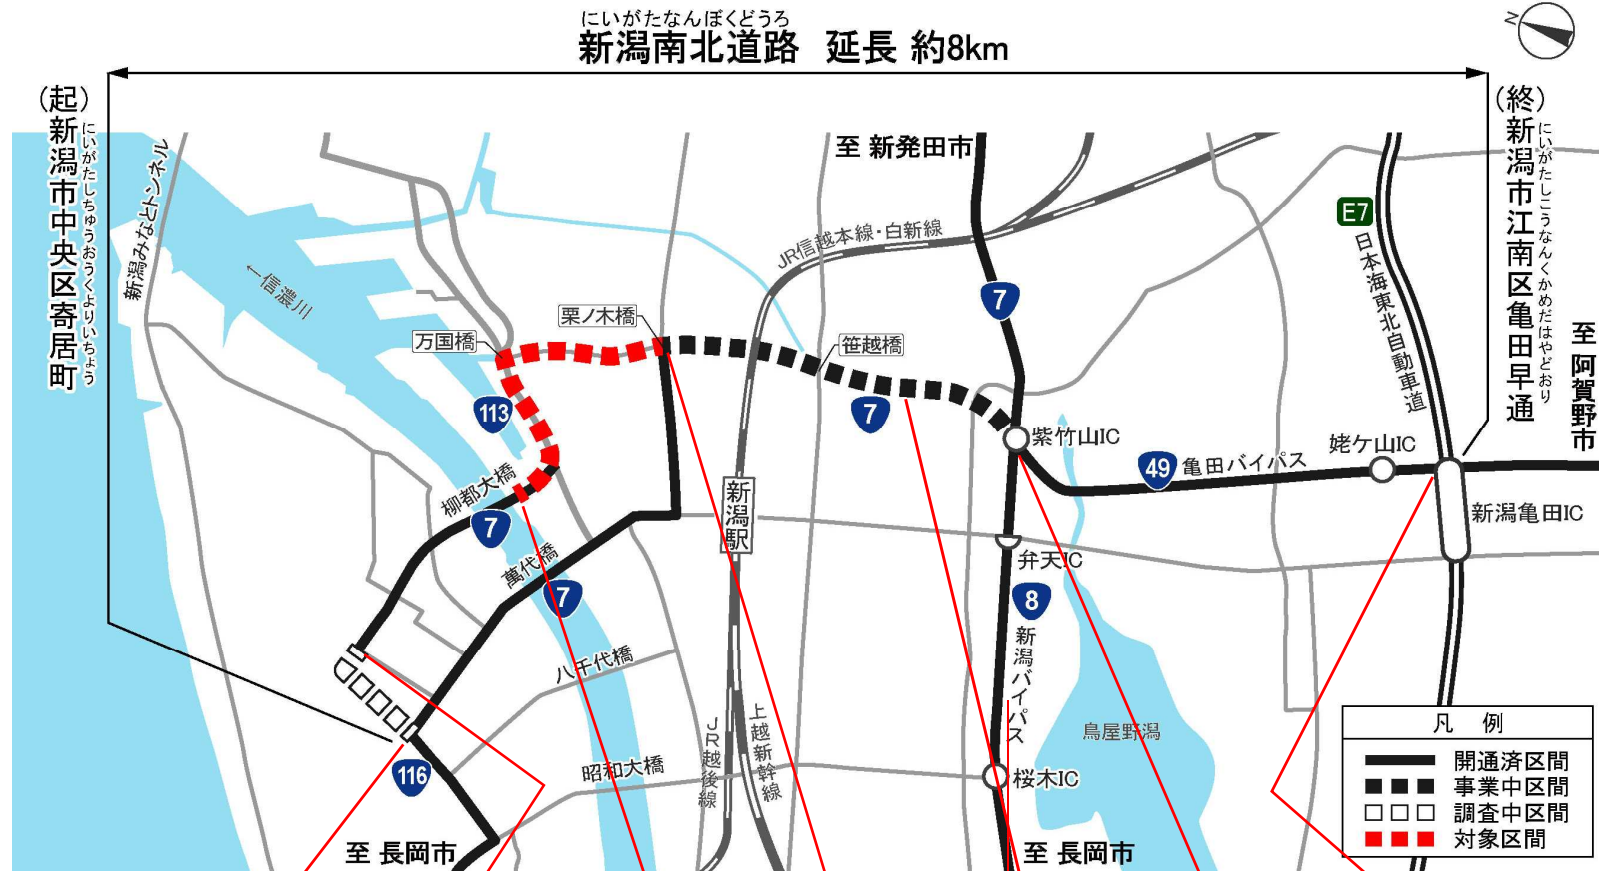 にいがたなんぼくどうろ
新潟南北道路 延長 約8km
N
(起)
新潟市中央区寄居町
にいがたしちゅうおうくよりいちょう
(終)
新潟市江南区亀田早通
にいがたしこうなんくかめだはやどおり
新潟みなとトンネル
←信濃川
至 新発田市
JR信越本線・白新線
E7
日本海東北自動車道
至 阿賀野市
7
栗ノ木橋
万国橋
笹越橋
113
7
紫竹山IC
49
亀田バイパス
姥ケ山IC
新潟亀田IC
柳都大橋
7
新潟駅
萬代橋
7
弁天IC
8
新潟バイパス
八千代橋
JR越後線
上越新幹線
鳥屋野潟
昭和大橋
桜木IC
116
至 長岡市
至 長岡市
凡 例
開通済区間
事業中区間
調査中区間
対象区間